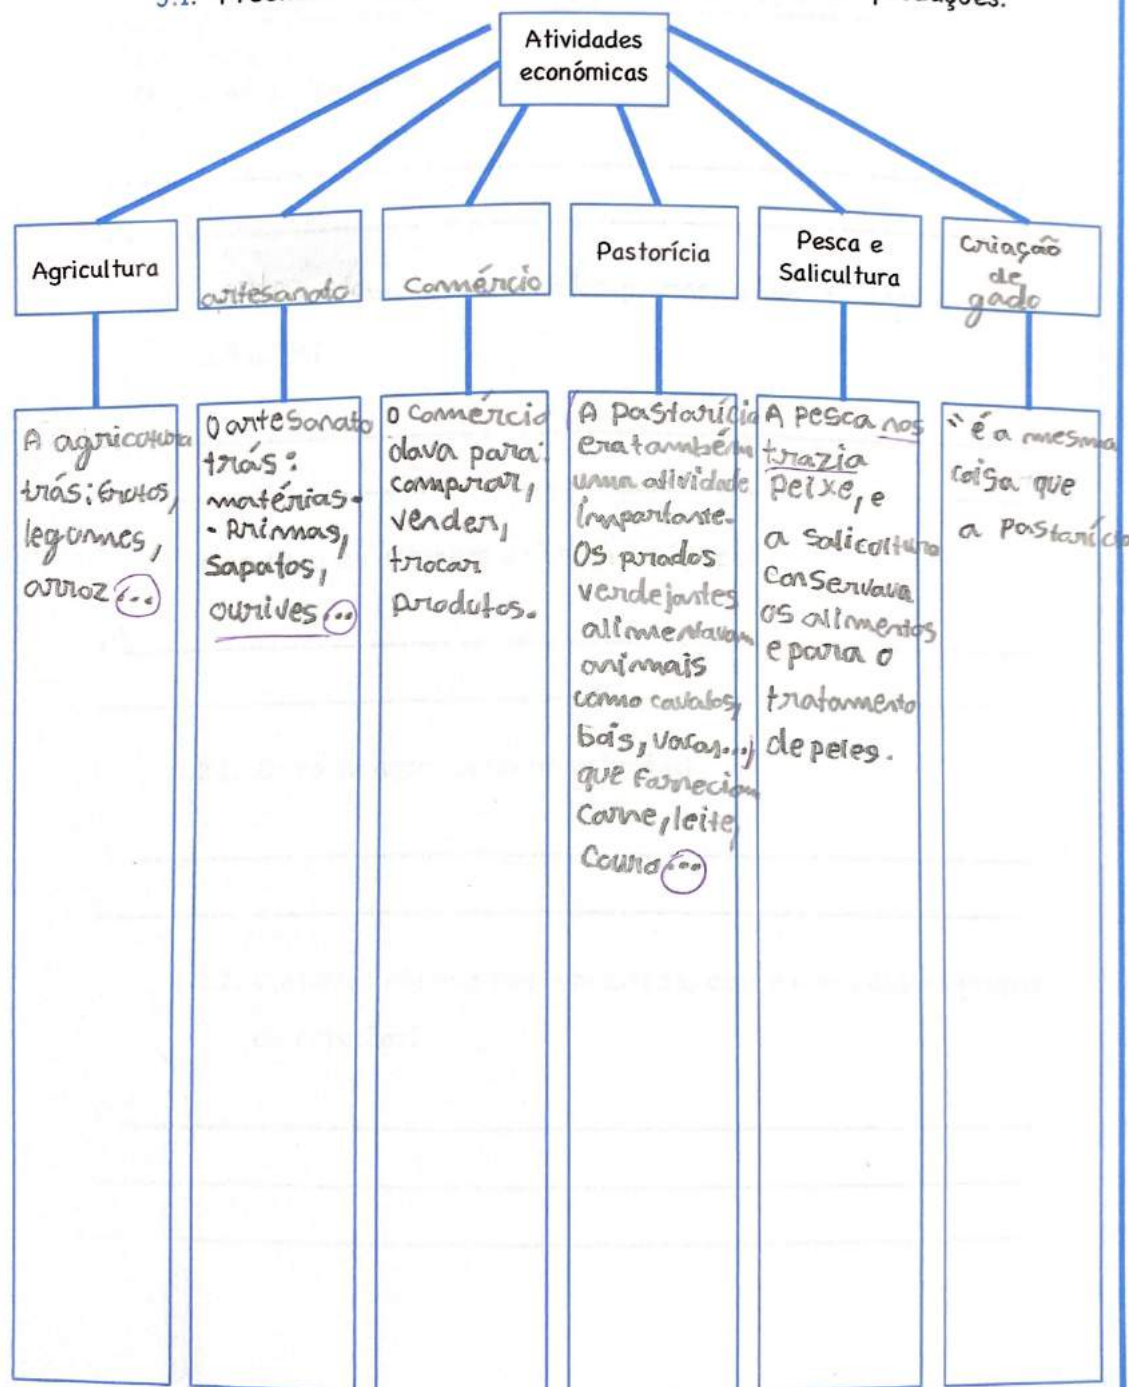 produções.
Atividades
económicas
Agricultura
artesanato
Comércio
Pastorícia
Pesca e
Salicultura
Criação
de
gado
A agricultura
trás: frutos,
legumes,
arroz ...
O artesanato
trás:
matérias-
-primas,
sapatos,
ourives ...
O Comércio
dava para:
comprar,
vender,
trocar
produtos.
A pastorícia
era também
uma atividade
importante.
Os prados
verdejantes
alimentavam
animais
como cavalos,
bois, vacas...,
que forneciam
carne, leite,
couro ...
A pesca nos
trazia
peixe, e
a salicultura
conservava
os alimentos
e para o
tratamento
de peles.
"é a mesma
coisa que
a pastorícia